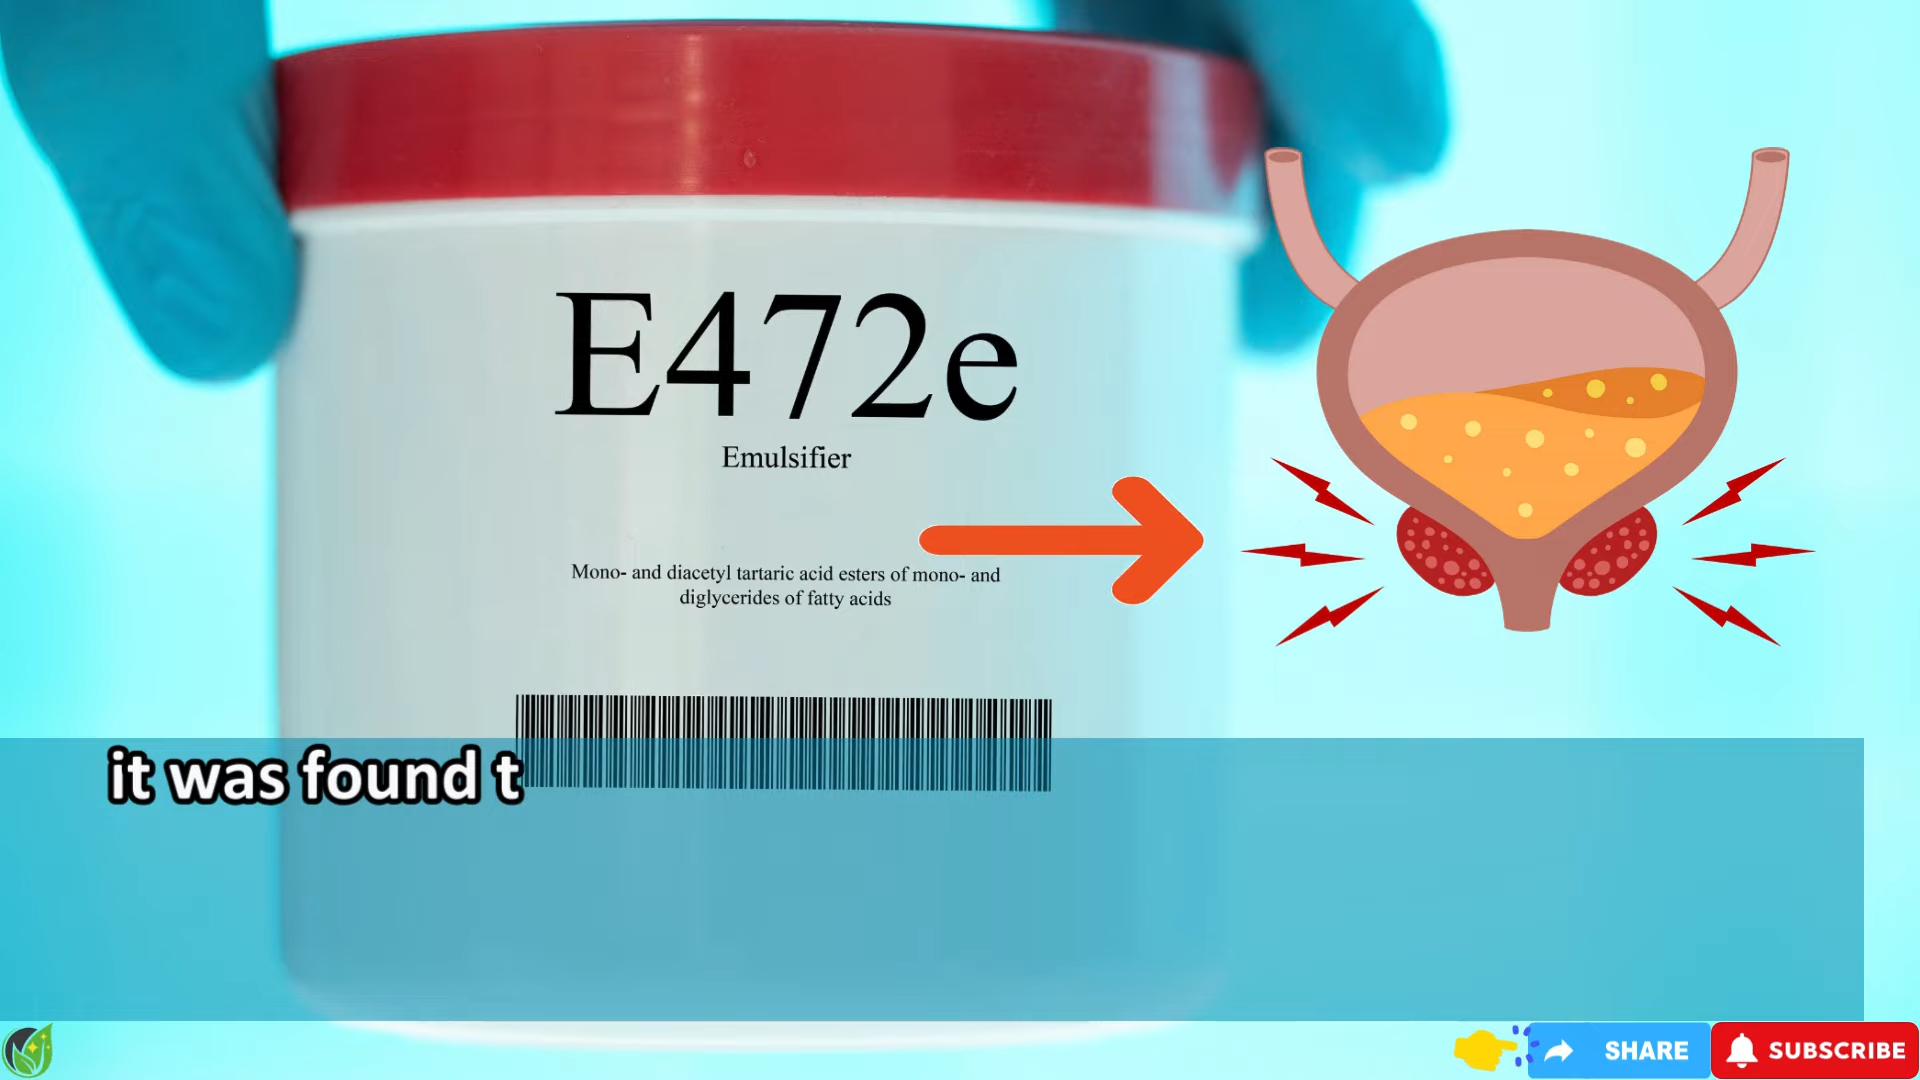 E472e
Emulsifier
Mono- and diacetyl tartaric acid esters of mono- and
diglycerides of fatty acids
it was found t
SHARE
SUBSCRIBE